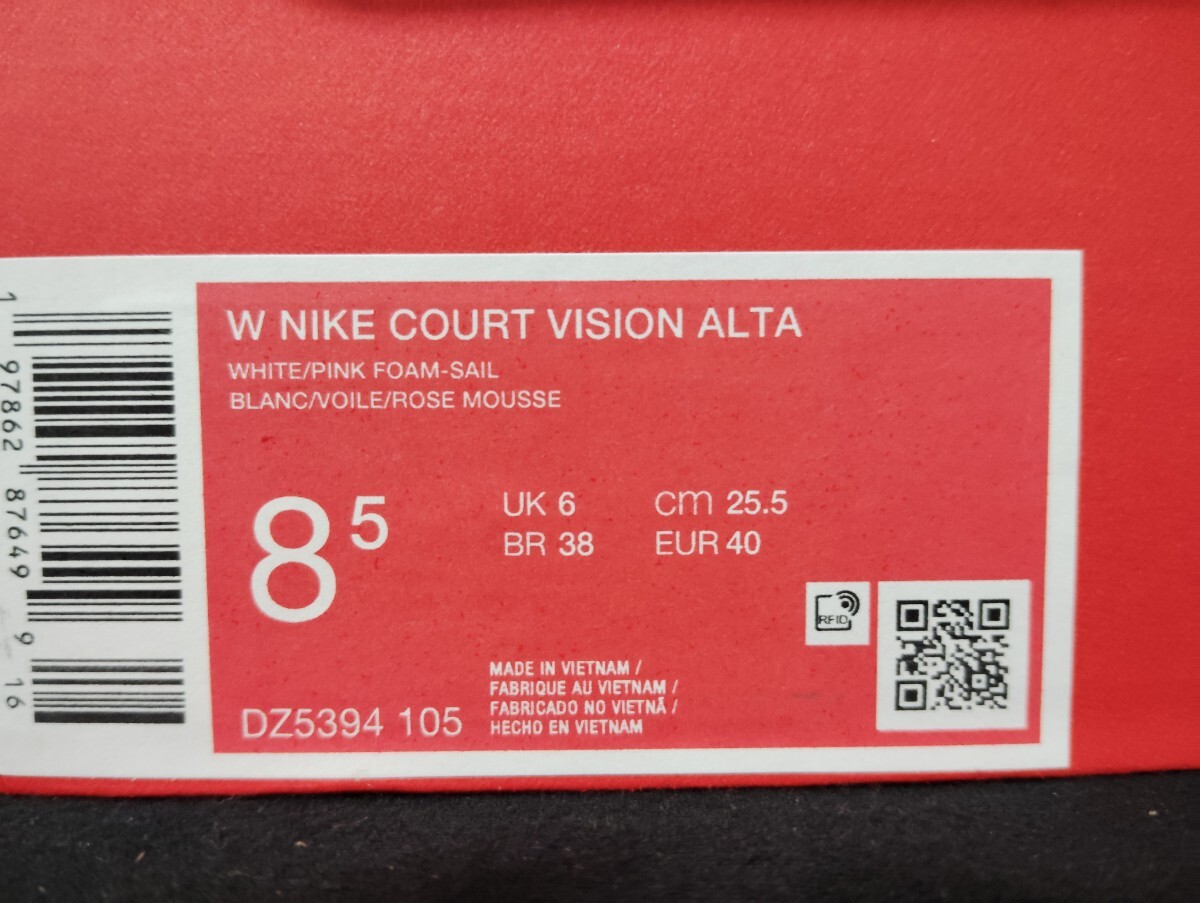 W NIKE COURT VISION ALTA
WHITE/PINK FOAM-SAIL
BLANC/VOILE/ROSE MOUSSE
8 5
UK 6 cm 25.5
BR 38 EUR 40
RFID
MADE IN VIETNAM /
FABRIQUE AU VIETNAM /
FABRICADO NO VIETNÃ /
HECHO EN VIETNAM
DZ5394 105
1 97862 87649 9 16